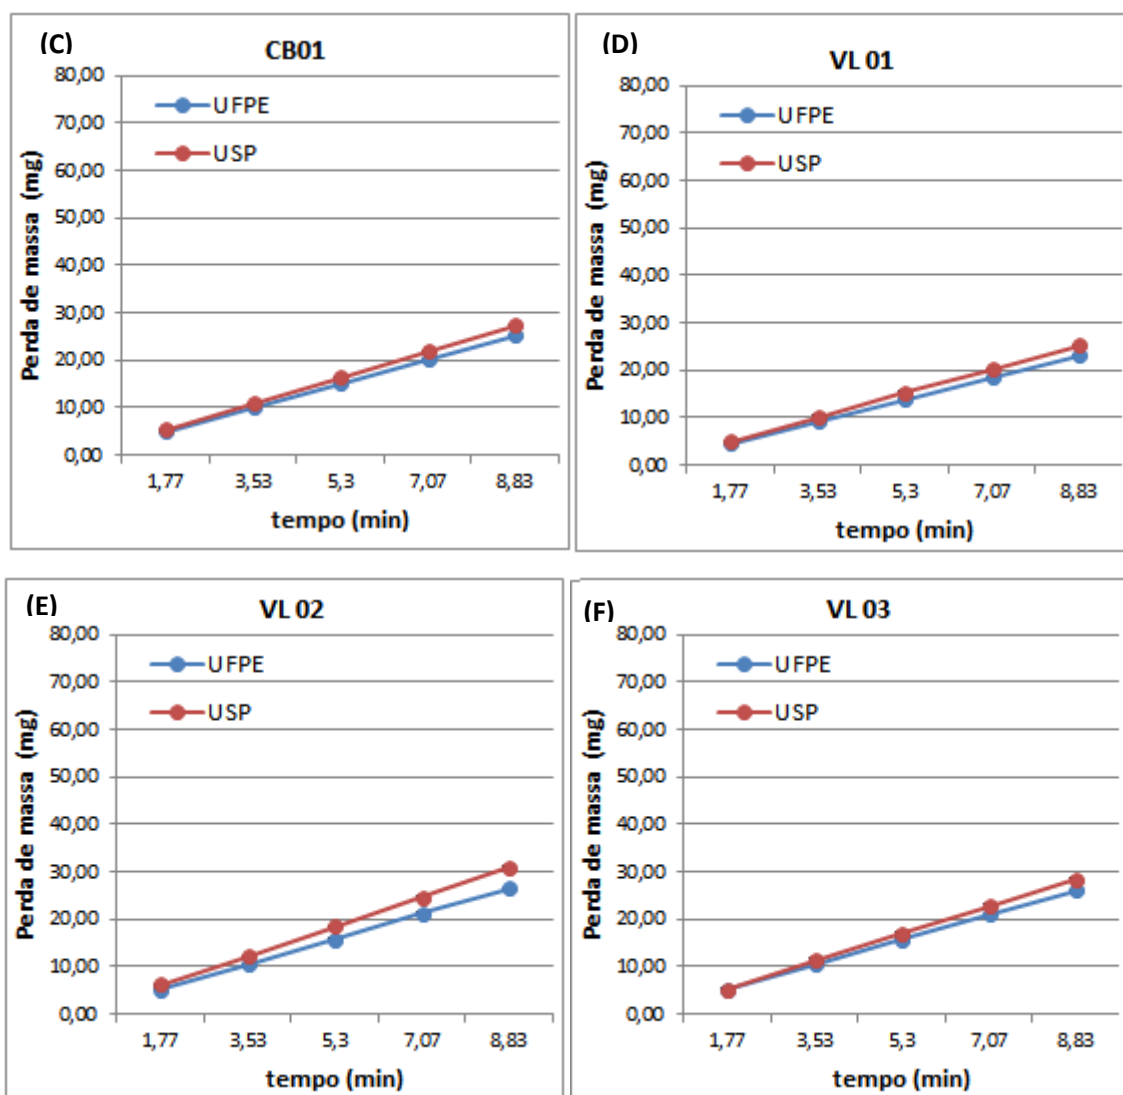 (C)
CB01
80,00
70,00
60,00
50,00
40,00
30,00
20,00
10,00
0,00
UFPE
USP
Perda de massa (mg)
1,77 3,53 5,3 7,07 8,83
tempo (min)
(D)
VL 01
80,00
70,00
60,00
50,00
40,00
30,00
20,00
10,00
0,00
UFPE
USP
Perda de massa (mg)
1,77 3,53 5,3 7,07 8,83
tempo (min)
(E)
VL 02
80,00
70,00
60,00
50,00
40,00
30,00
20,00
10,00
0,00
UFPE
USP
Perda de massa (mg)
1,77 3,53 5,3 7,07 8,83
tempo (min)
(F)
VL 03
80,00
70,00
60,00
50,00
40,00
30,00
20,00
10,00
0,00
UFPE
USP
Perda de massa (mg)
1,77 3,53 5,3 7,07 8,83
tempo (min)